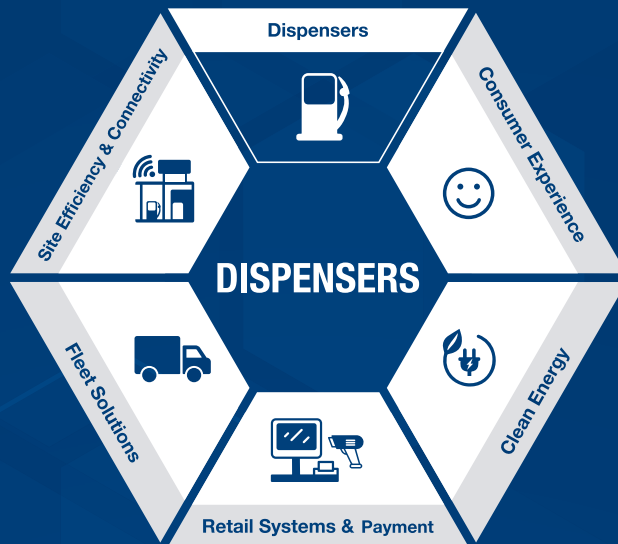 Dispensers
Site Efficiency & Connectivity
Consumer Experience
DISPENSERS
Fleet Solutions
Clean Energy
Retail Systems & Payment